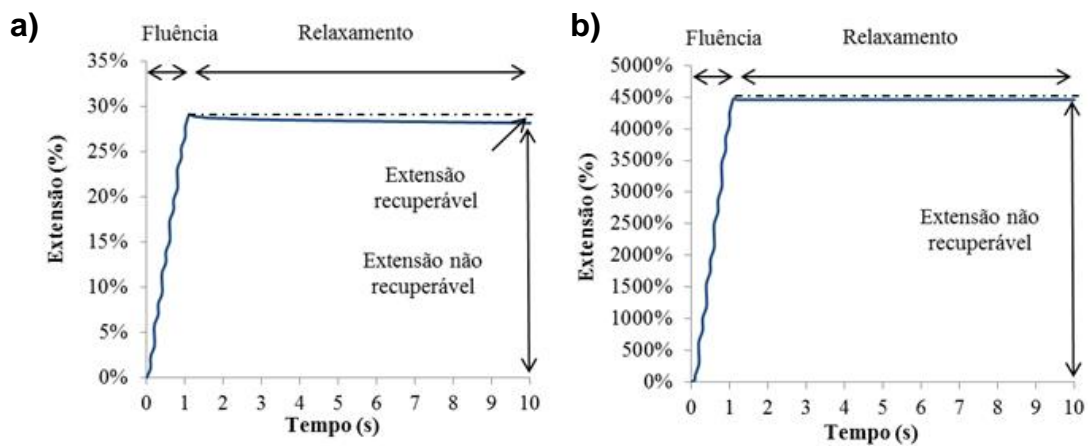 a)
Fluência
Relaxamento
35%
30%
25%
20%
15%
10%
5%
0%
Extensão (%)
Extensão
recuperável
Extensão não
recuperável
0 1 2 3 4 5 6 7 8 9 10
Tempo (s)
b)
Fluência
Relaxamento
5000%
4500%
4000%
3500%
3000%
2500%
2000%
1500%
1000%
500%
0%
Extensão (%)
Extensão não
recuperável
0 1 2 3 4 5 6 7 8 9 10
Tempo (s)